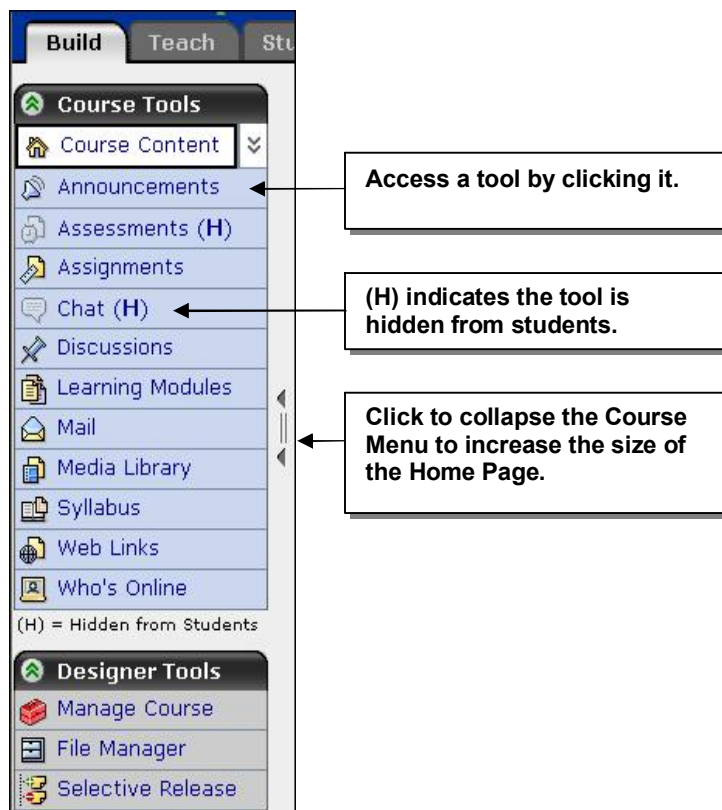 Build Teach Stu
Course Tools
Course Content
Announcements
Assessments (H)
Assignments
Chat (H)
Discussions
Learning Modules
Mail
Media Library
Syllabus
Web Links
Who's Online
(H) = Hidden from Students
Designer Tools
Manage Course
File Manager
Selective Release
Access a tool by clicking it.
(H) indicates the tool is
hidden from students.
Click to collapse the Course
Menu to increase the size of
the Home Page.